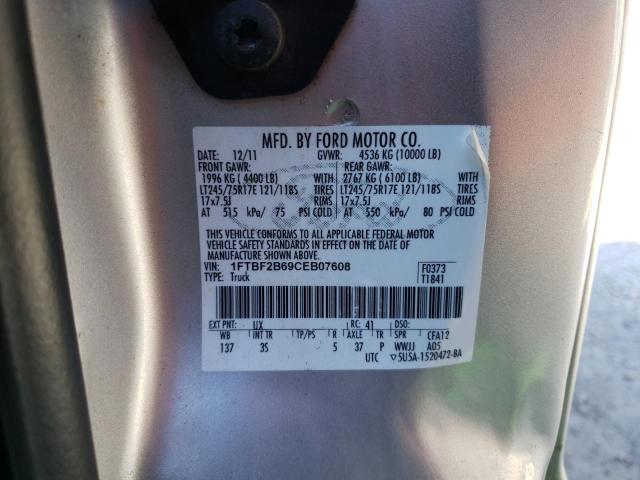 MFD. BY FORD MOTOR CO.
DATE: 12/11 GVWR: 4536 KG (10000 LB)
FRONT GAWR: REAR GAWR:
1996 KG ( 4400 LB) WITH 2767 KG ( 6100 LB) WITH
LT245/75R17E 121/118S TIRES LT245/75R17E 121/118S TIRES
17x7.5J RIMS 17x7.5J RIMS
AT 515 kPa/ 75 PSI COLD AT 550 kPa/ 80 PSI COLD
THIS VEHICLE CONFORMS TO ALL APPLICABLE FEDERAL MOTOR
VEHICLE SAFETY STANDARDS IN EFFECT ON THE DATE OF
MANUFACTURE SHOWN ABOVE.
VIN: 1FTBF2B69CEB07608 F0373
TYPE: Truck T1841
EXT PNT: UX RC: 41 DSO:
WB INT TR TP/PS R AXLE TR SPR CFA12
137 3S 5 37 P WWJJ A05
UTC ▽5U5A-1520472-BA